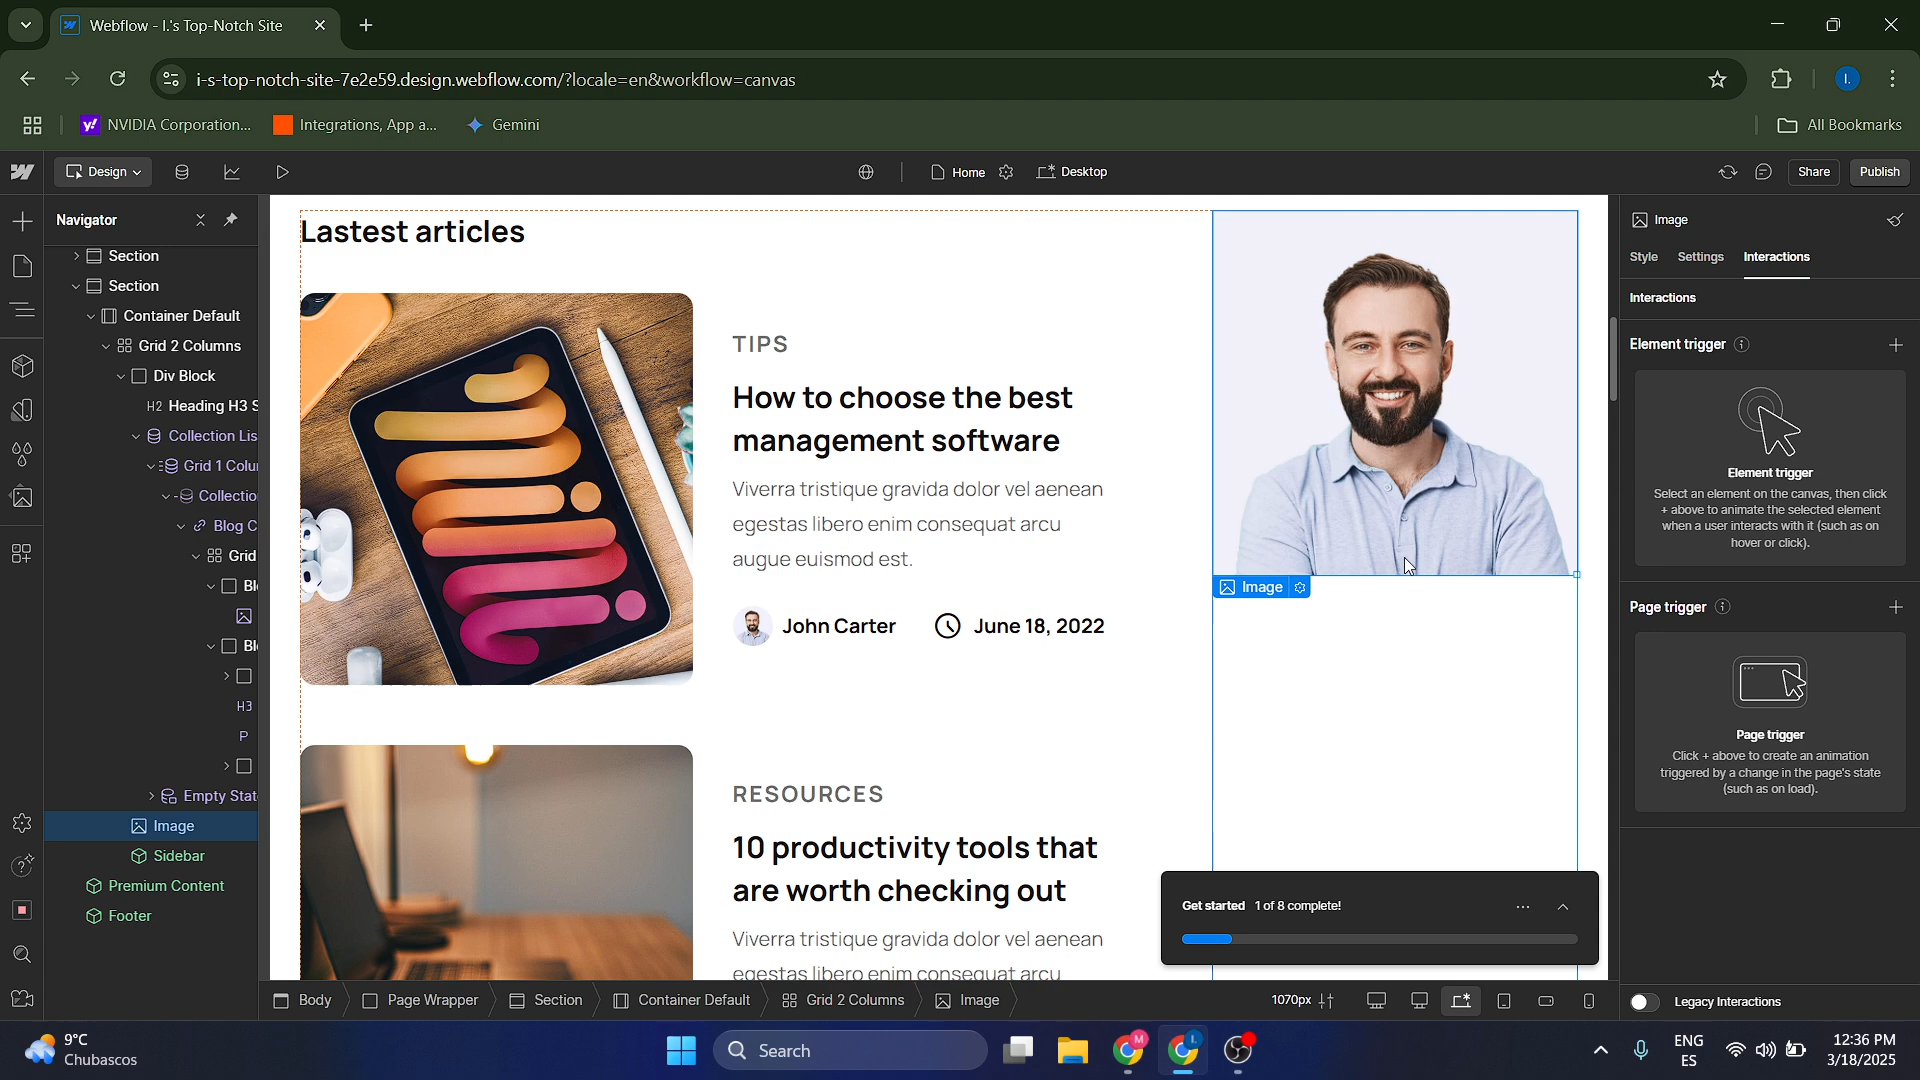 Webflow - I.'s Top-Notch Site
i-s-top-notch-site-7e2e59.design.webflow.com/?locale=en&workflow=canvas
I.
NVIDIA Corporation...
Integrations, App a...
Gemini
All Bookmarks
Design
Home
Desktop
Share
Publish
Navigator
Section
Section
Container Default
Grid 2 Columns
Div Block
H2 Heading H3 S
Collection Lis
Grid 1 Colu
Collectio
Blog C
Grid
Bl
Bl
H3
P
Empty Stat
Image
Sidebar
Premium Content
Footer
Lastest articles
TIPS
How to choose the best
management software
Viverra tristique gravida dolor vel aenean
egestas libero enim consequat arcu
augue euismod est.
John Carter
June 18, 2022
RESOURCES
10 productivity tools that
are worth checking out
Viverra tristique gravida dolor vel aenean
egestas libero enim consequat arcu
Image
Get started 1 of 8 complete!
Image
Style
Settings
Interactions
Interactions
Element trigger
Element trigger
Select an element on the canvas, then click
+ above to animate the selected element
when a user interacts with it (such as on
hover or click).
Page trigger
Page trigger
Click + above to create an animation
triggered by a change in the page's state
(such as on load).
Legacy Interactions
Body
Page Wrapper
Section
Container Default
Grid 2 Columns
Image
1070px
9°C
Chubascos
Search
M
I.
ENG
ES
12:36 PM
3/18/2025